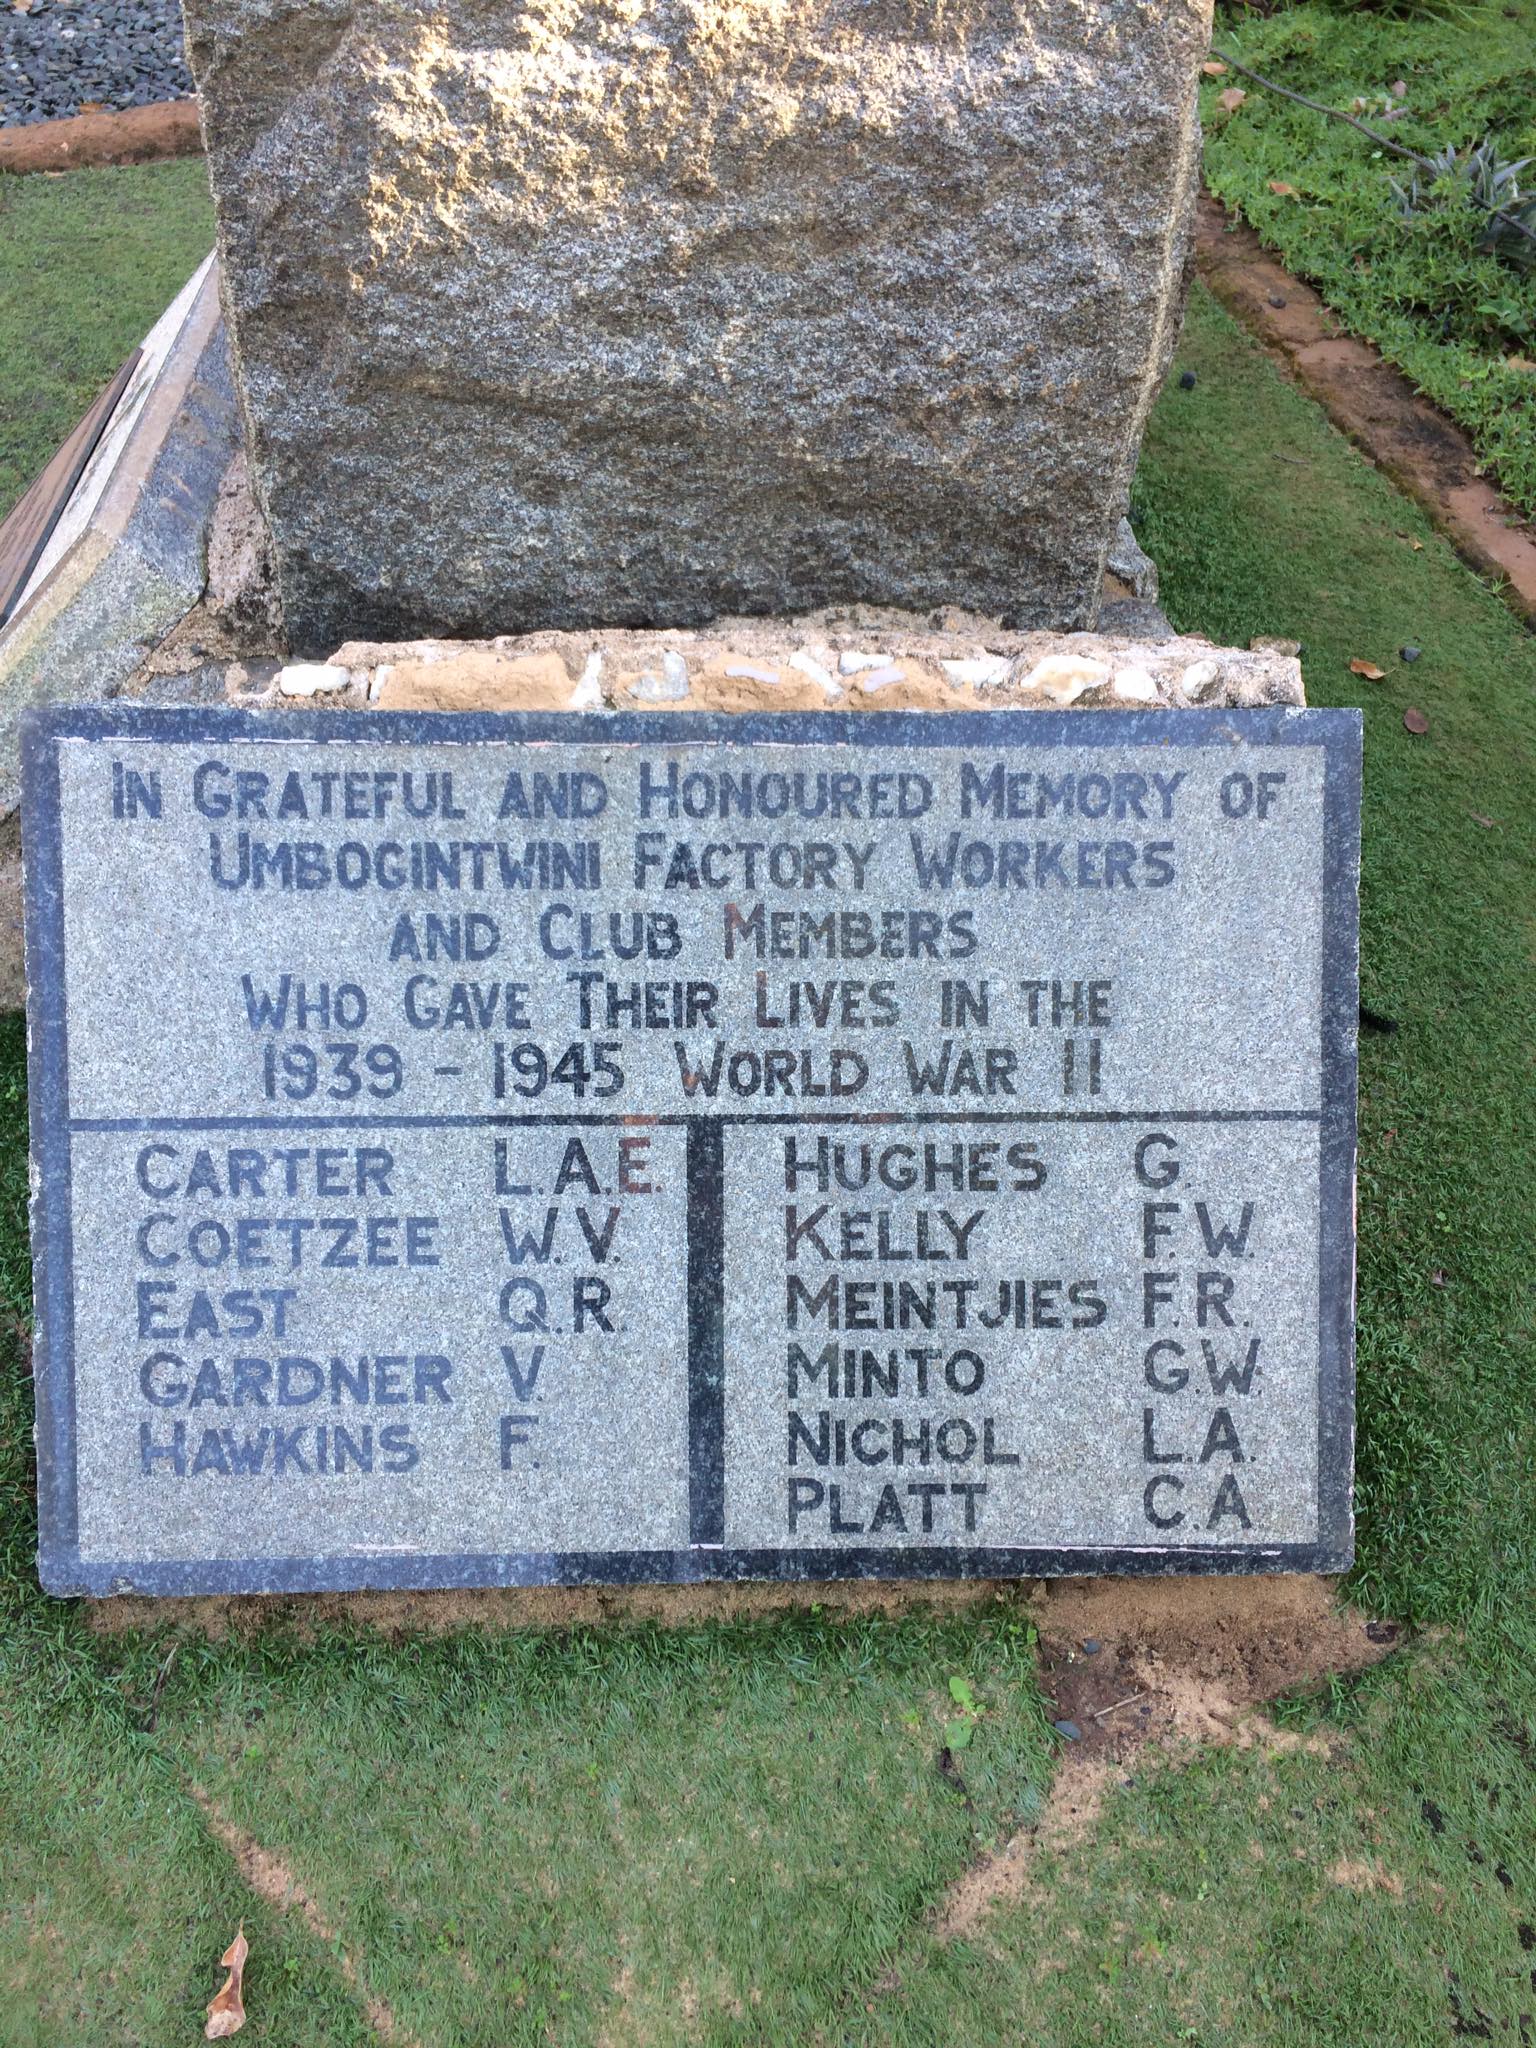 In Grateful and Honoured Memory of
Umbogintwini Factory Workers
and Club Members
Who Gave Their Lives in the
1939 - 1945 World War II
CARTER L.A.E.
COETZEE W.V.
EAST Q.R.
GARDNER V.
HAWKINS F.
HUGHES G.
KELLY F.W.
MEINTJIES F.R.
MINTO G.W.
NICHOL L.A.
PLATT C.A